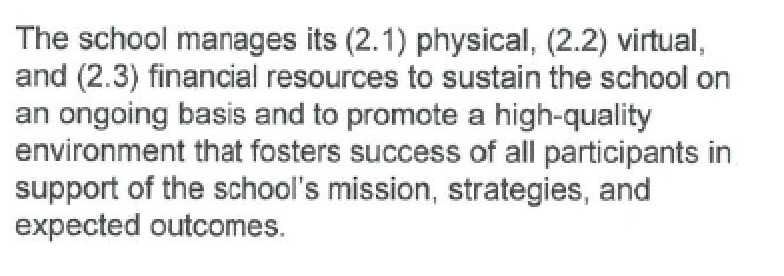 The school manages its (2.1) physical, (2.2) virtual,
and (2.3) financial resources to sustain the school on
an ongoing basis and to promote a high-quality
environment that fosters success of all participants in
support of the school's mission, strategies, and
expected outcomes.